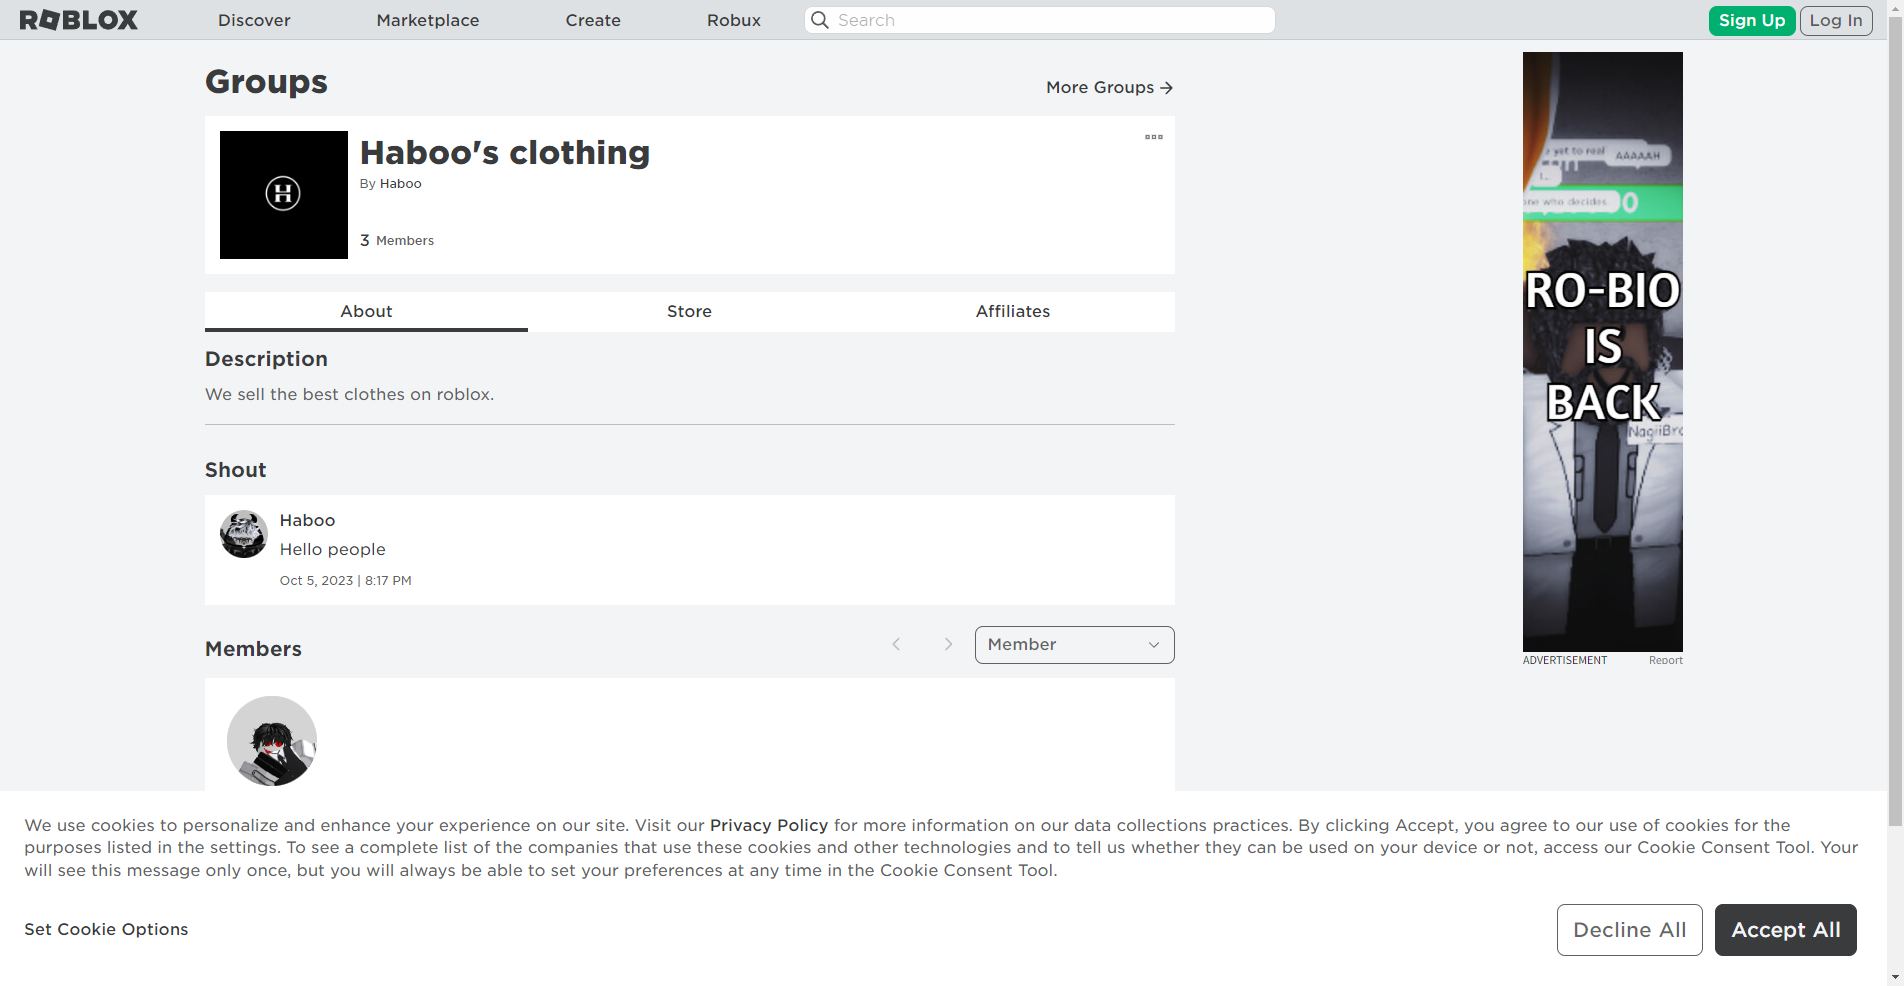 ROBLOX
Discover
Marketplace
Create
Robux
Search
Sign Up
Log In
Groups
More Groups
H
Haboo's clothing
By Haboo
3 Members
About
Store
Affiliates
Description
We sell the best clothes on roblox.
Shout
Haboo
Hello people
Oct 5, 2023 | 8:17 PM
Members
Member
yet to real
AAAAAH
one who decides.
RO-BIO
IS
BACK
ADVERTISEMENT
Report
We use cookies to personalize and enhance your experience on our site. Visit our Privacy Policy for more information on our data collections practices. By clicking Accept, you agree to our use of cookies for the
purposes listed in the settings. To see a complete list of the companies that use these cookies and other technologies and to tell us whether they can be used on your device or not, access our Cookie Consent Tool. Your
will see this message only once, but you will always be able to set your preferences at any time in the Cookie Consent Tool.
Set Cookie Options
Decline All
Accept All